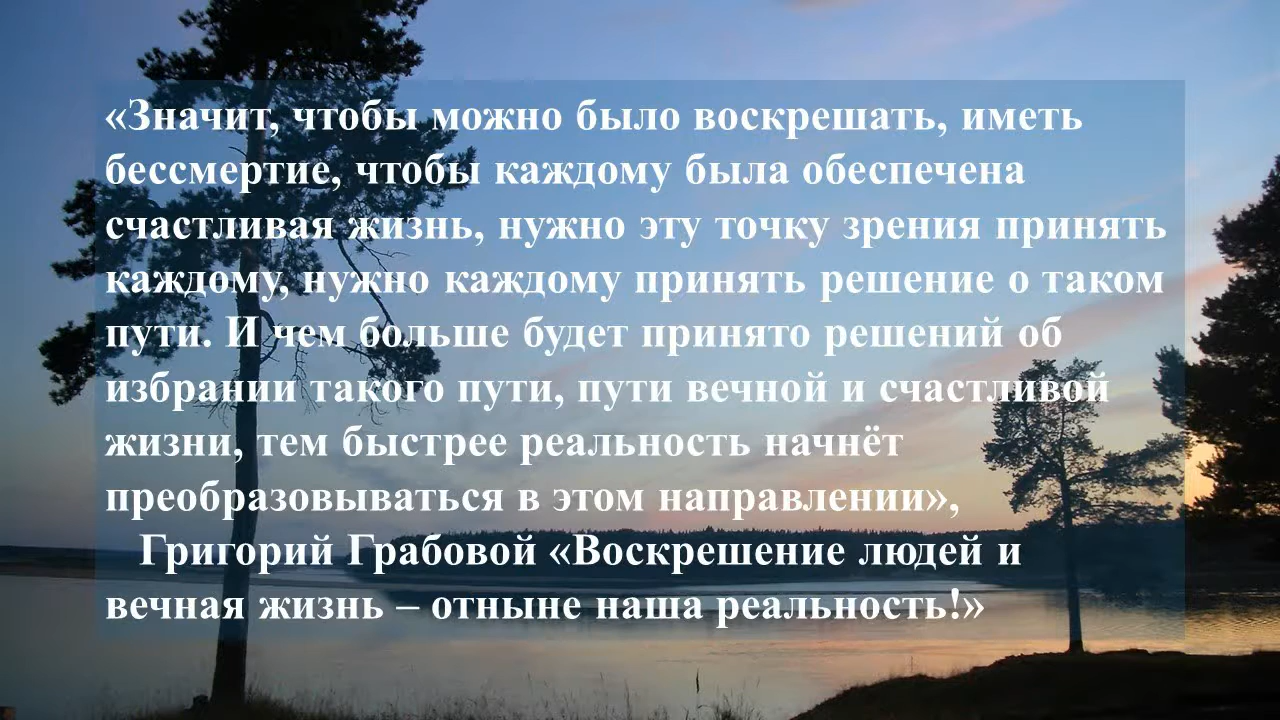 «Значит, чтобы можно было воскрешать, иметь
бессмертие, чтобы каждому была обеспечена
счастливая жизнь, нужно эту точку зрения принять
каждому, нужно каждому принять решение о таком
пути. И чем больше будет принято решений об
избрании такого пути, пути вечной и счастливой
жизни, тем быстрее реальность начнёт
преобразовываться в этом направлении»,
Григорий Грабовой «Воскрешение людей и
вечная жизнь – отныне наша реальность!»